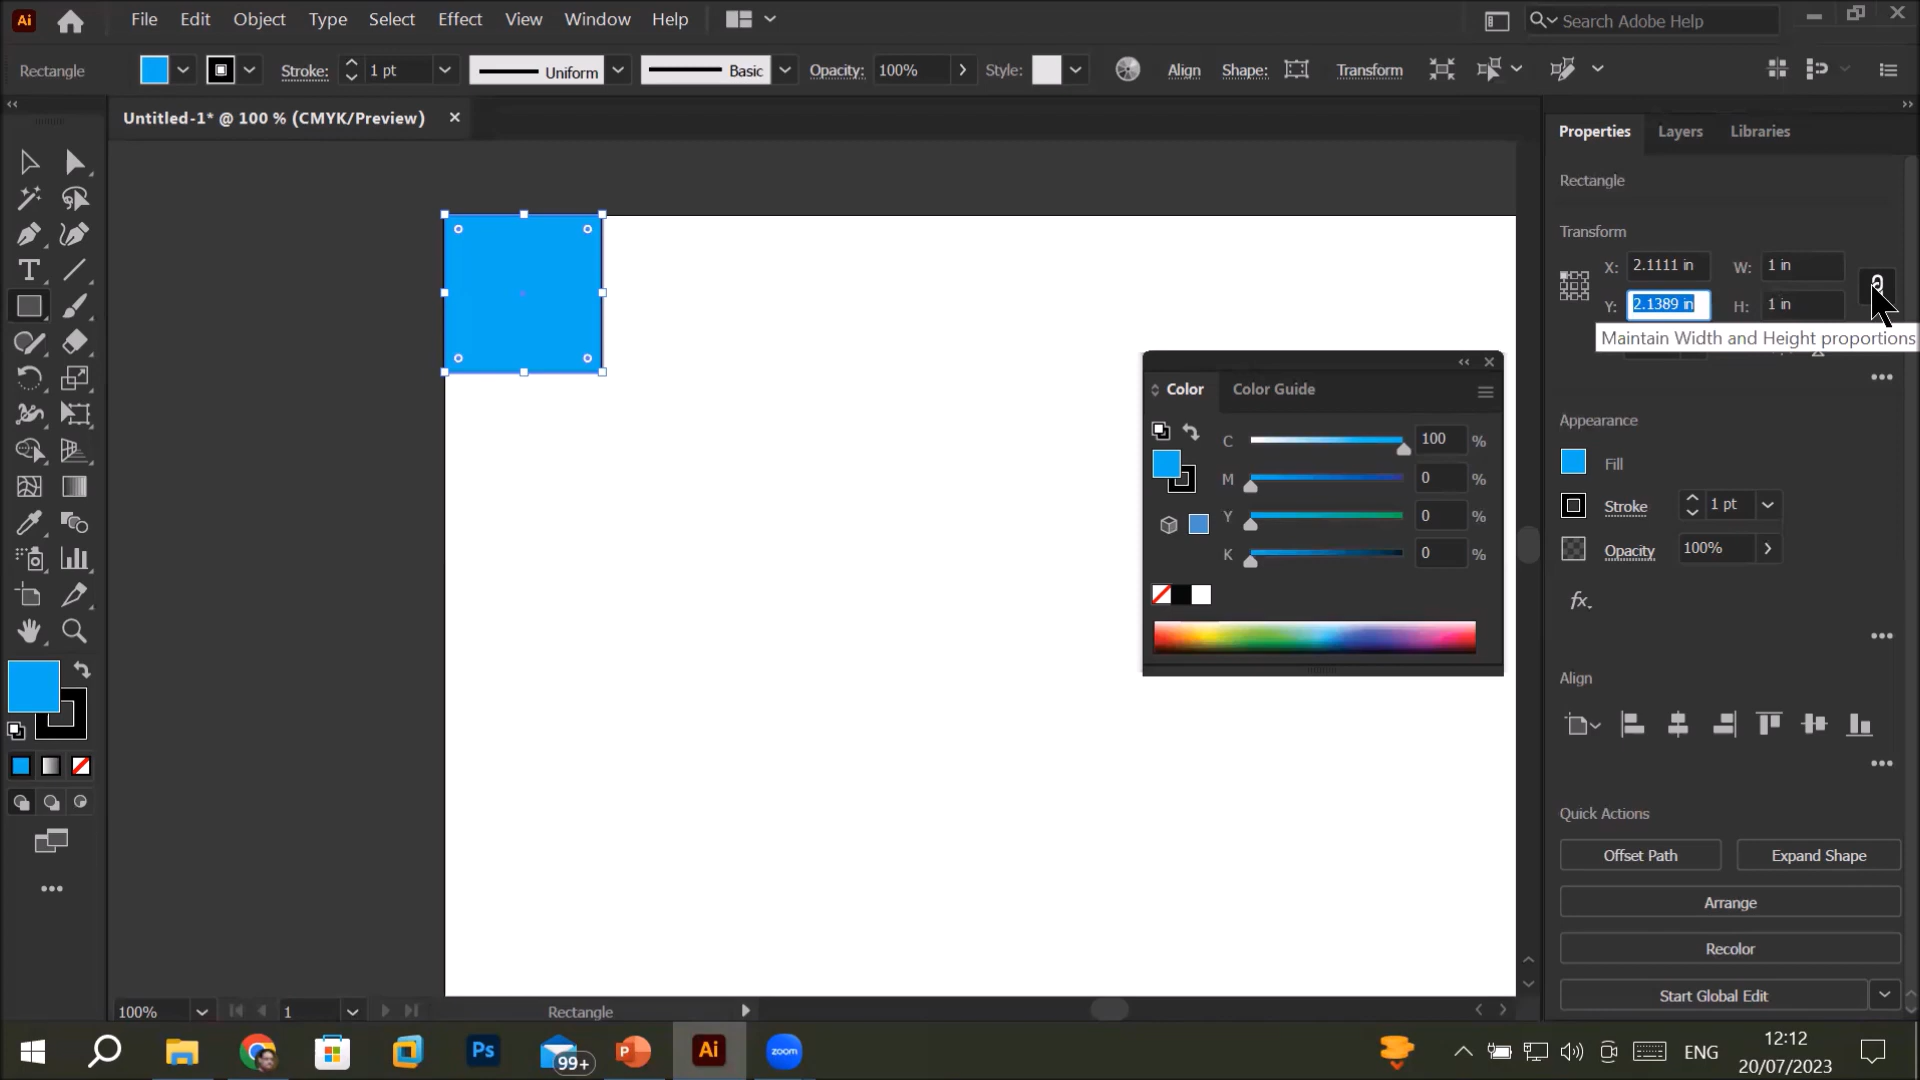 Ai File Edit Object Type Select Effect View Window Help Search Adobe Help
Rectangle Stroke: 1 pt Uniform Basic Opacity: 100% Style: Align Shape: Transform
Untitled-1* @ 100 % (CMYK/Preview)
Properties Layers Libraries
Rectangle
Transform
X: 2.1111 in W: 1 in
Y: 2.1389 in H: 1 in
Maintain Width and Height proportions
Color Color Guide
C 100 %
M 0 %
Y 0 %
K 0 %
Appearance
Fill
Stroke 1 pt
Opacity 100%
fx.
Align
Quick Actions
Offset Path Expand Shape
Arrange
Recolor
Start Global Edit
100% 1 Rectangle
Ps 99+ P Ai zoom ENG
12:12
20/07/2023